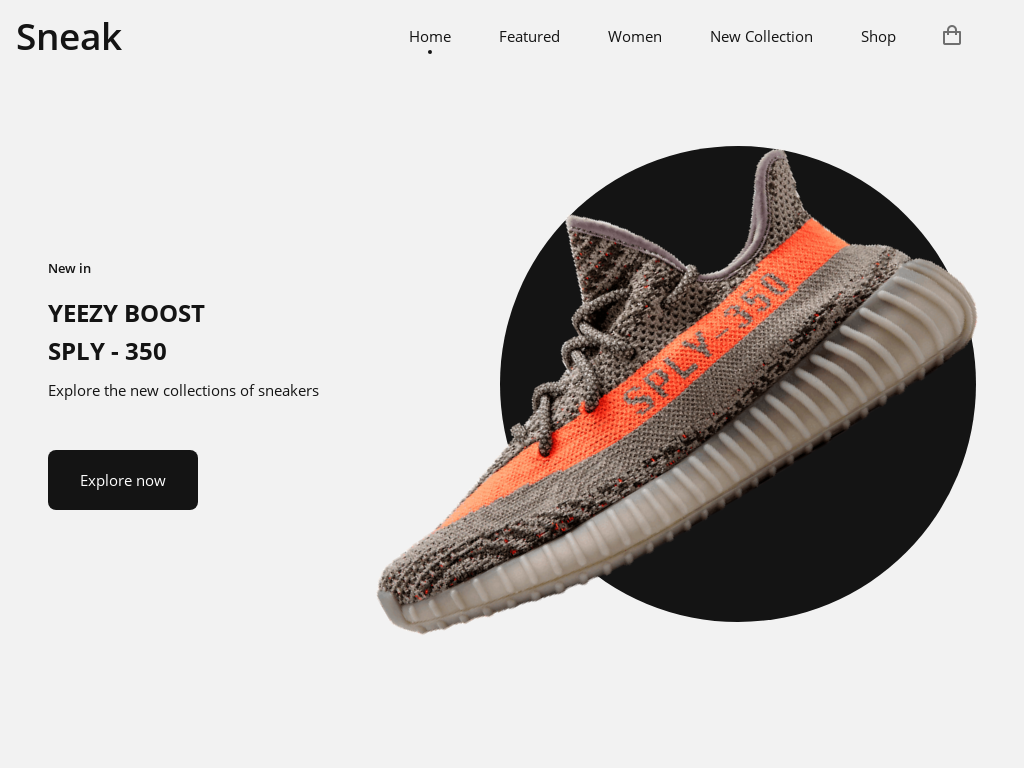 Sneak
Home
Featured
Women
New Collection
Shop
New in
YEEZY BOOST
SPLY - 350
Explore the new collections of sneakers
Explore now
SPLY-350